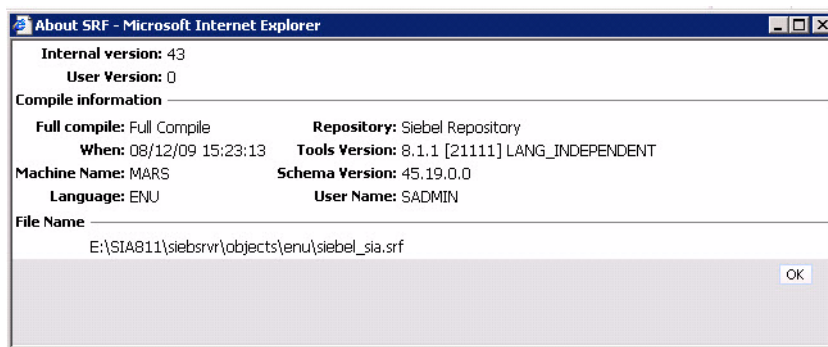 About SRF - Microsoft Internet Explorer
Internal version: 43
User Version: 0
Compile information
Full compile: Full Compile Repository: Siebel Repository
When: 08/12/09 15:23:13 Tools Version: 8.1.1 [21111] LANG_INDEPENDENT
Machine Name: MARS Schema Version: 45.19.0.0
Language: ENU User Name: SADMIN
File Name
E:\SIA811\siebsrvr\objects\enu\siebel_sia.srf
OK